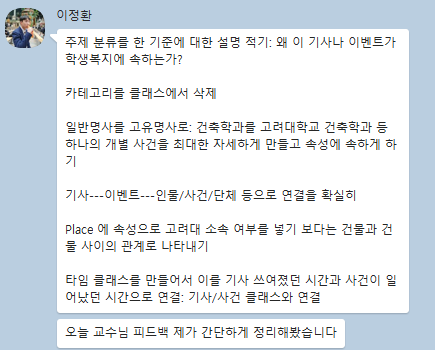 이정환
주제 분류를 한 기준에 대한 설명 적기: 왜 이 기사나 이벤트가
학생복지에 속하는가?
카테고리를 클래스에서 삭제
일반명사를 고유명사로: 건축학과를 고려대학교 건축학과 등
하나의 개별 사건을 최대한 자세하게 만들고 속성에 속하게 하
기
기사---이벤트---인물/사건/단체 등으로 연결을 확실히
Place 에 속성으로 고려대 소속 여부를 넣기 보다는 건물과 건
물 사이의 관계로 나타내기
타임 클래스를 만들어서 이를 기사 쓰여졌던 시간과 사건이 일
어났던 시간으로 연결: 기사/사건 클래스와 연결
오늘 교수님 피드백 제가 간단하게 정리해봤습니다